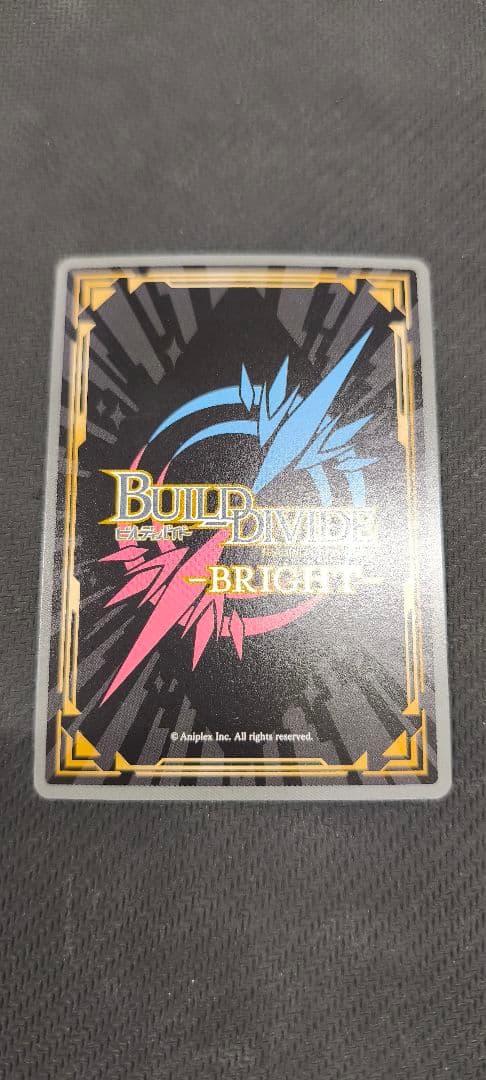 BUILD DIVIDE
ビルディバイド
-BRIGHT-
© Aniplex Inc. All rights reserved.